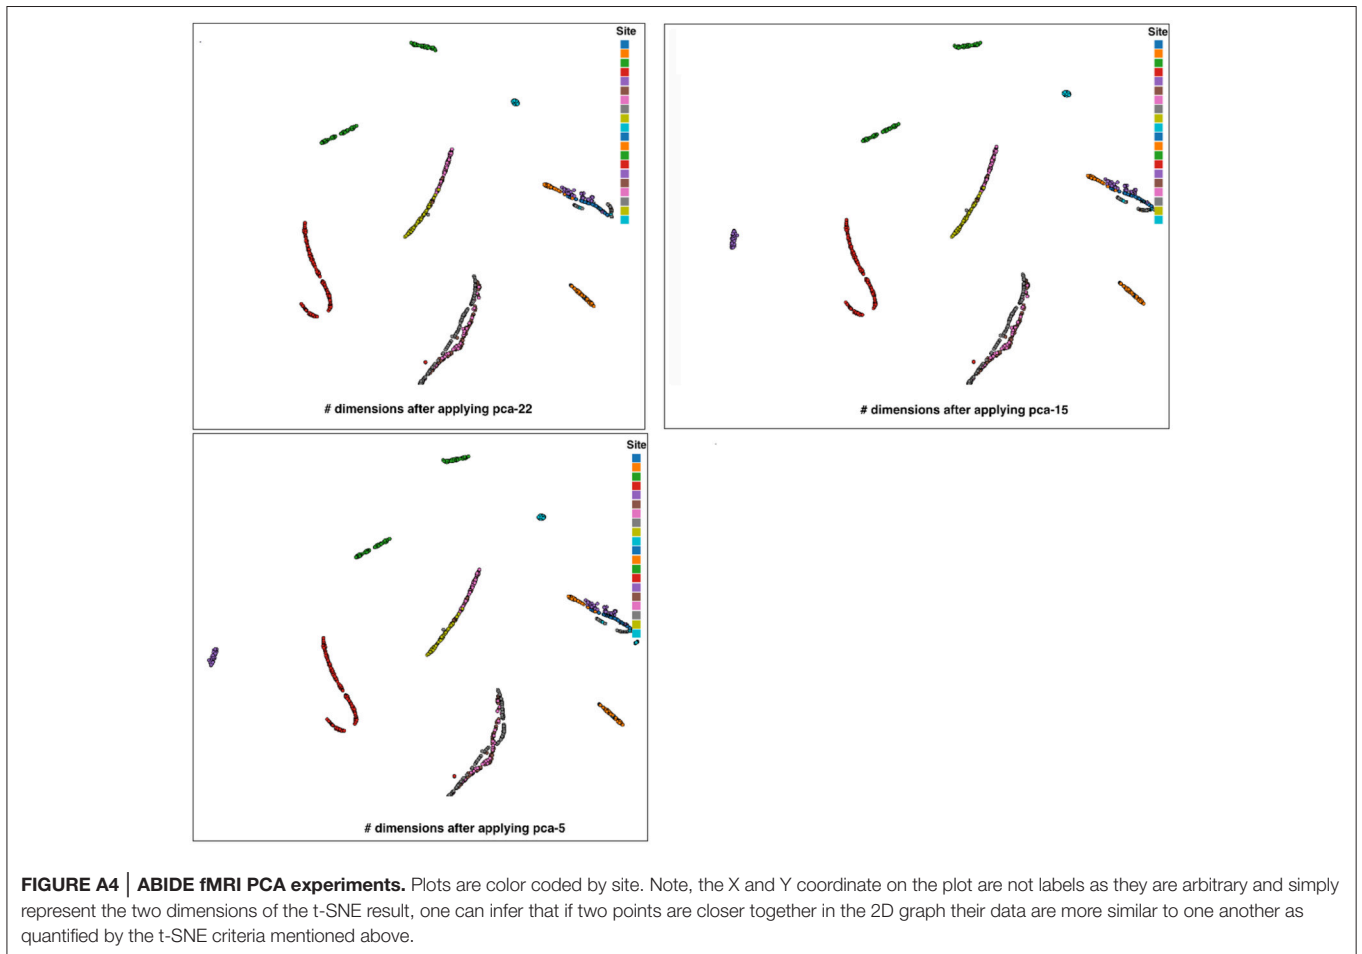 Site
# dimensions after applying pca-22
Site
# dimensions after applying pca-15
Site
# dimensions after applying pca-5
FIGURE A4 | ABIDE fMRI PCA experiments. Plots are color coded by site. Note, the X and Y coordinate on the plot are not labels as they are arbitrary and simply
represent the two dimensions of the t-SNE result, one can infer that if two points are closer together in the 2D graph their data are more similar to one another as
quantified by the t-SNE criteria mentioned above.